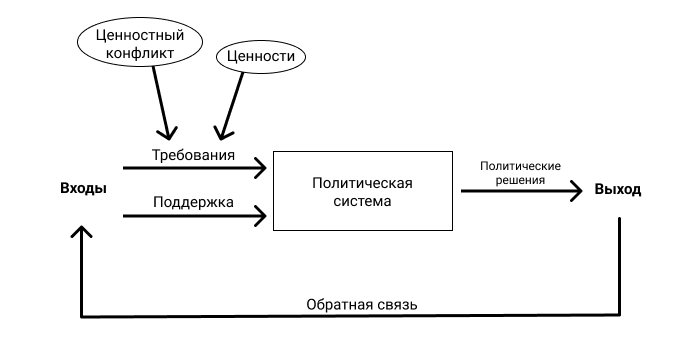 Ценностный
конфликт
Ценности
Требования
Входы
Поддержка
Политическая
система
Политические
решения
Выход
Обратная связь